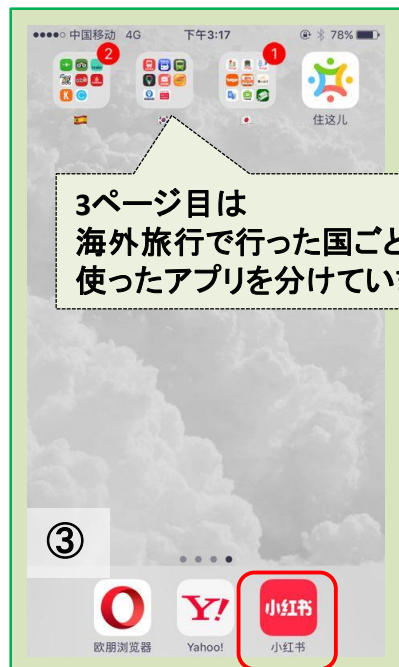 中国移动 4G 下午3:17 78%
2
1
住这儿
3ページ目は
海外旅行で行った国ごと
使ったアプリを分けてい
③
Y!
小红书
欧朋浏览器 Yahoo! 小红书